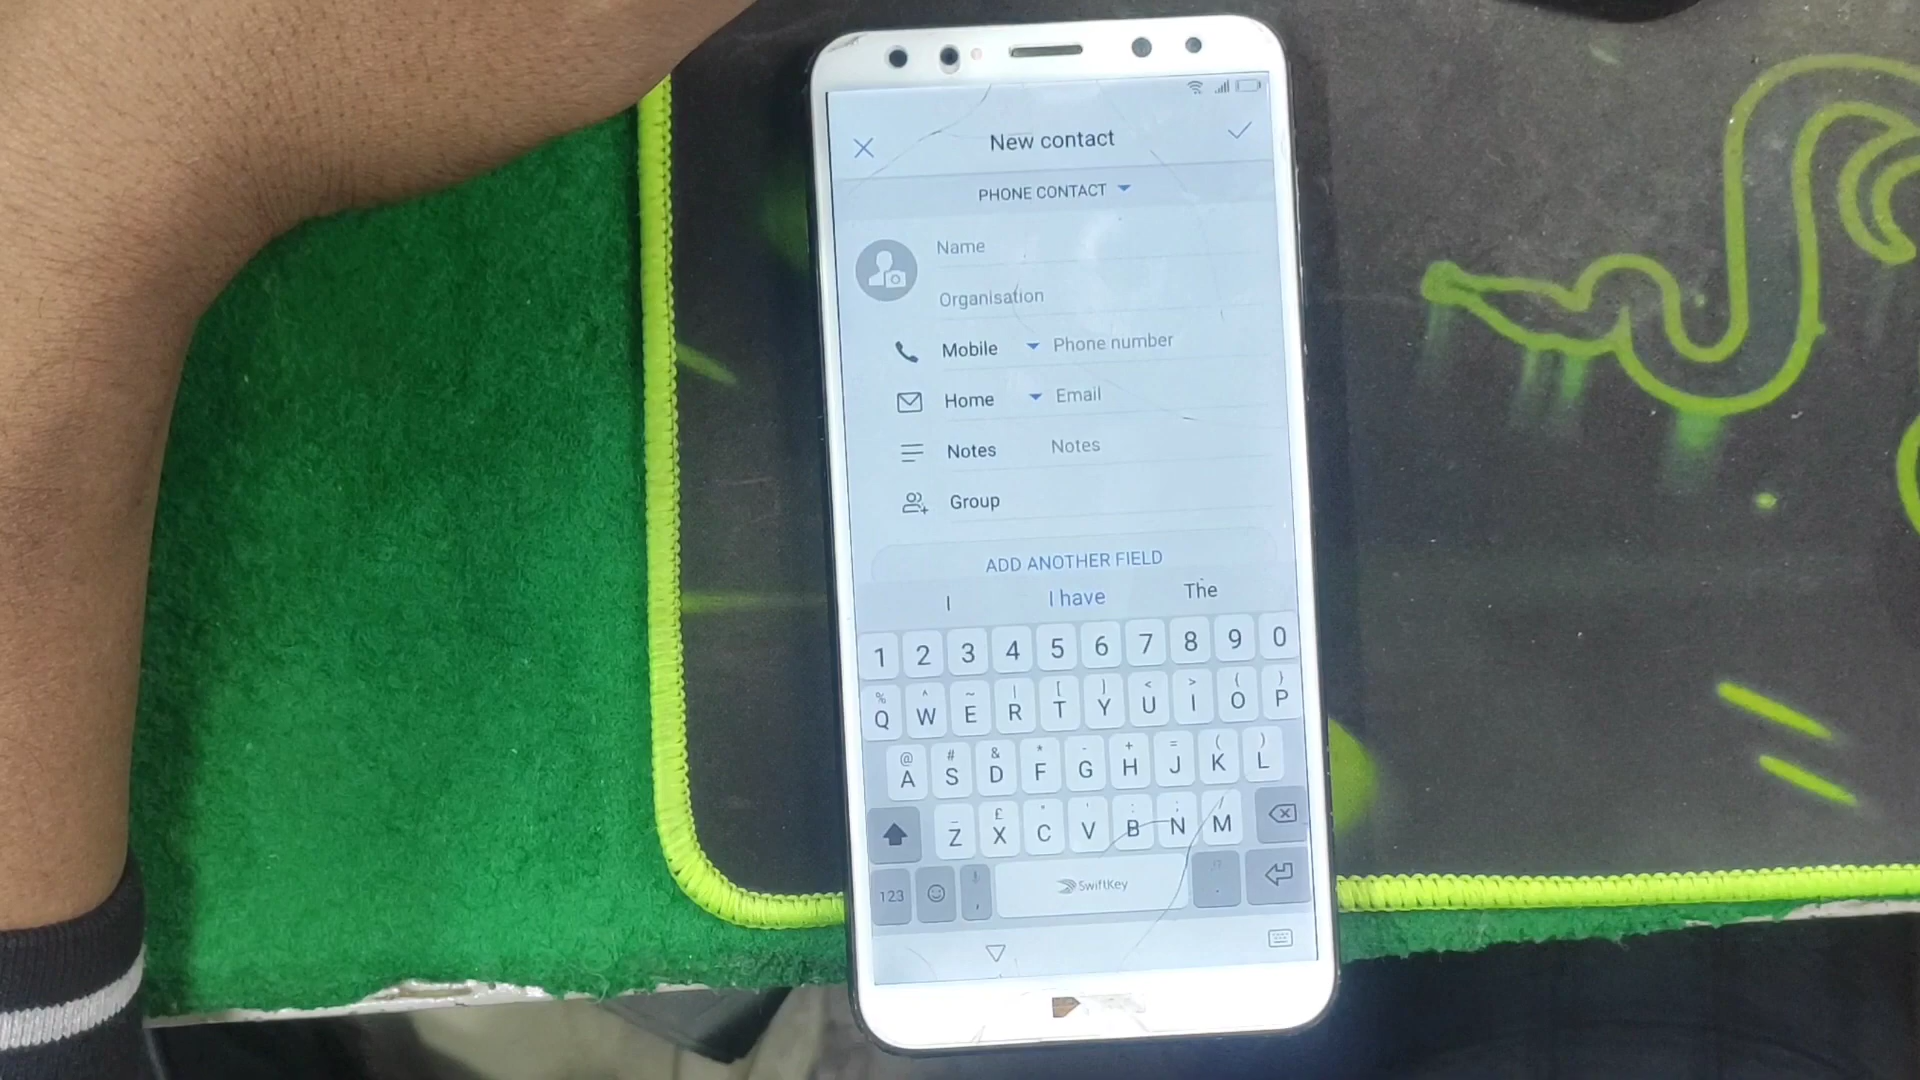 New contact
PHONE CONTACT
Name
Organisation
Mobile Phone number
Home Email
Notes Notes
Group
ADD ANOTHER FIELD
I I have The
1 2 3 4 5 6 7 8 9 0
% ^ ~ | [ ] < > { }
Q W E R T Y U I O P
@ # & * - + = ( )
A S D F G H J K L
_ £ " ' : ; /
Z X C V B N M
123 , SwiftKey !? .